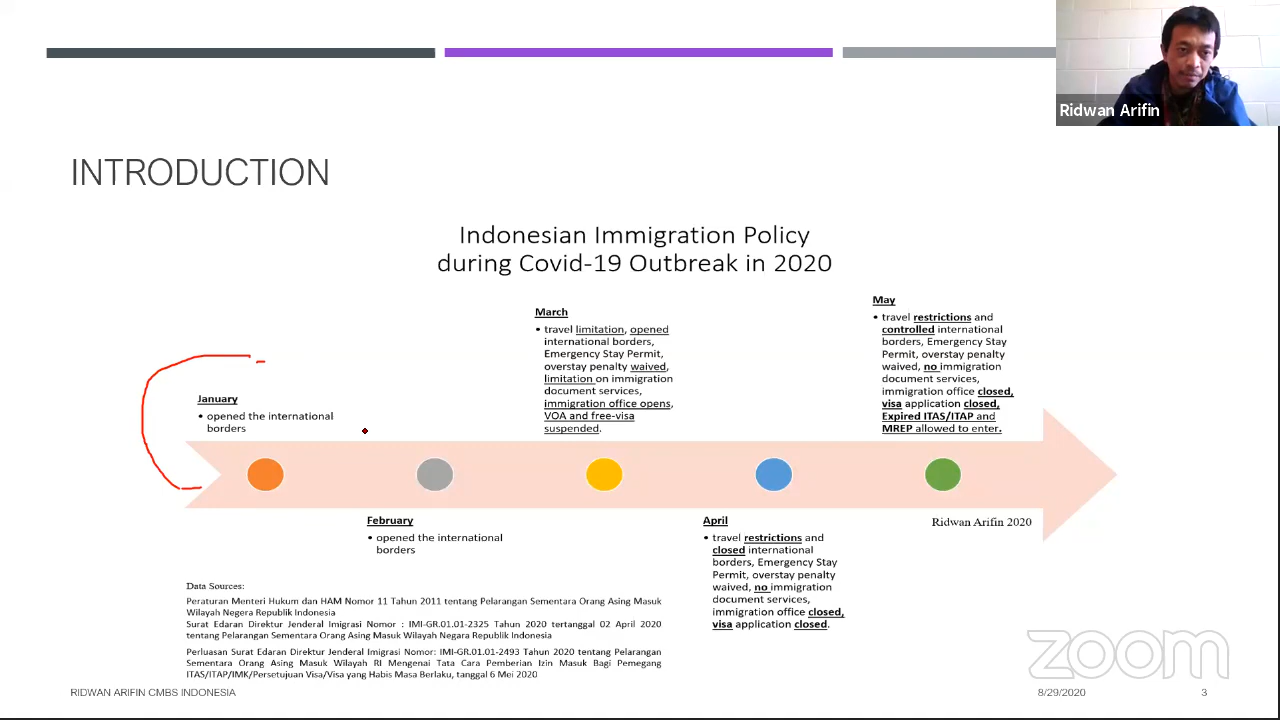 Ridwan Arifin
INTRODUCTION
Indonesian Immigration Policy
during Covid-19 Outbreak in 2020
January
• opened the international
borders
February
• opened the international
borders
March
• travel limitation, opened
international borders,
Emergency Stay Permit,
overstay penalty waived,
limitation on immigration
document services,
immigration office opens,
VOA and free-visa
suspended.
April
• travel restrictions and
closed international
borders, Emergency Stay
Permit, overstay penalty
waived, no immigration
document services,
immigration office closed,
visa application closed.
May
• travel restrictions and
controlled international
borders, Emergency Stay
Permit, overstay penalty
waived, no immigration
document services,
immigration office closed,
visa application closed,
Expired ITAS/ITAP and
MREP allowed to enter.
Ridwan Arifin 2020
Data Sources:
Peraturan Menteri Hukum dan HAM Nomor 11 Tahun 2011 tentang Pelarangan Sementara Orang Asing Masuk
Wilayah Negera Republik Indonesia
Surat Edaran Direktur Jenderal Imigrasi Nomor : IMI-GR.01.01-2325 Tahun 2020 tertanggal 02 April 2020
tentang Pelarangan Sementara Orang Asing Masuk Wilayah Negara Republik Indonesia
Perluasan Surat Edaran Direktur Jenderal Imigrasi Nomor: IMI-GR.01.01-2493 Tahun 2020 tentang Pelarangan
Sementara Orang Asing Masuk Wilayah RI Mengenai Tata Cara Pemberian Izin Masuk Bagi Pemegang
ITAS/ITAP/IMK/Persetujuan Visa/Visa yang Habis Masa Berlaku, tanggal 6 Mei 2020
zoom
RIDWAN ARIFIN CMBS INDONESIA
8/29/2020
3